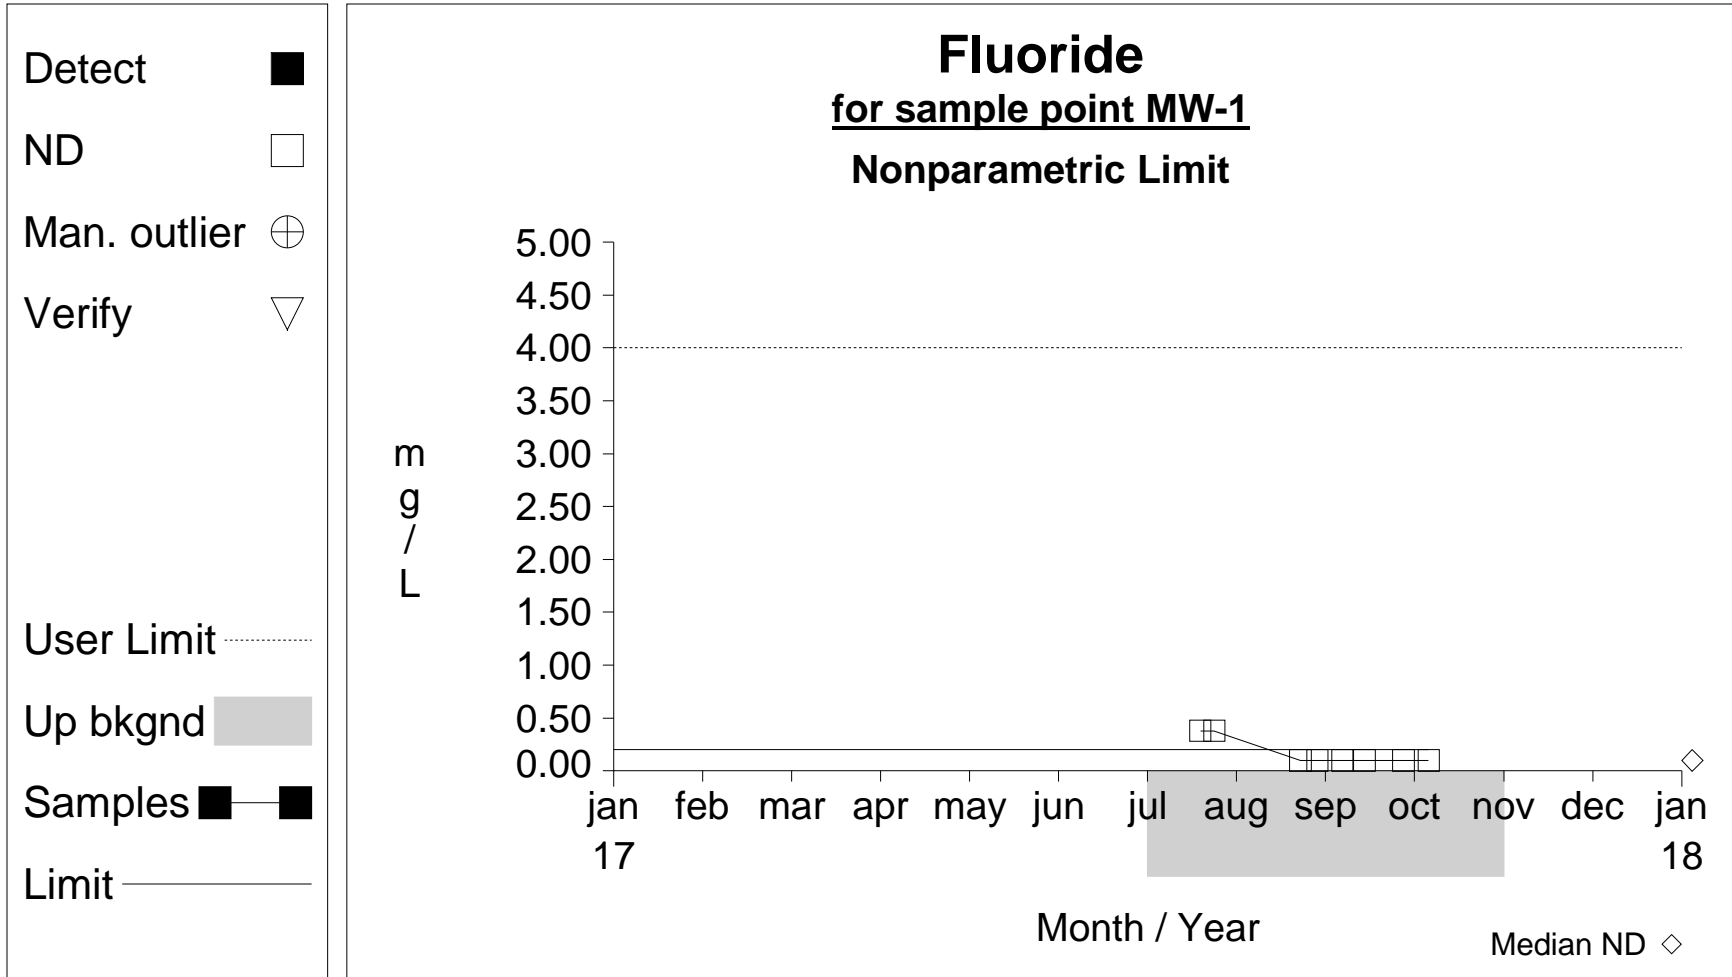 Detect
ND
Man. outlier
Verify
User Limit
Up bkgnd
Samples
Limit
Fluoride
for sample point MW-1
Nonparametric Limit
mg/L
5.00
4.50
4.00
3.50
3.00
2.50
2.00
1.50
1.00
0.50
0.00
jan feb mar apr may jun jul aug sep oct nov dec jan
17 18
Month / Year
Median ND